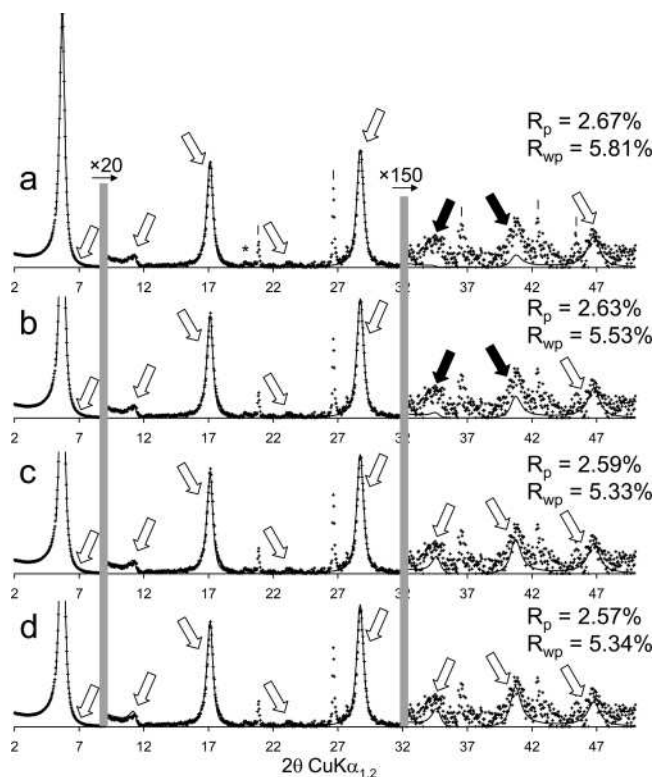 R_p = 2.67%
R_wp = 5.81%
×20
×150
a
*
2 7 12 17 22 27 32 37 42 47
R_p = 2.63%
R_wp = 5.53%
b
2 7 12 17 22 27 32 37 42 47
R_p = 2.59%
R_wp = 5.33%
c
2 7 12 17 22 27 32 37 42 47
R_p = 2.57%
R_wp = 5.34%
d
2 7 12 17 22 27 32 37 42 47
2θ CuKα_{1,2}